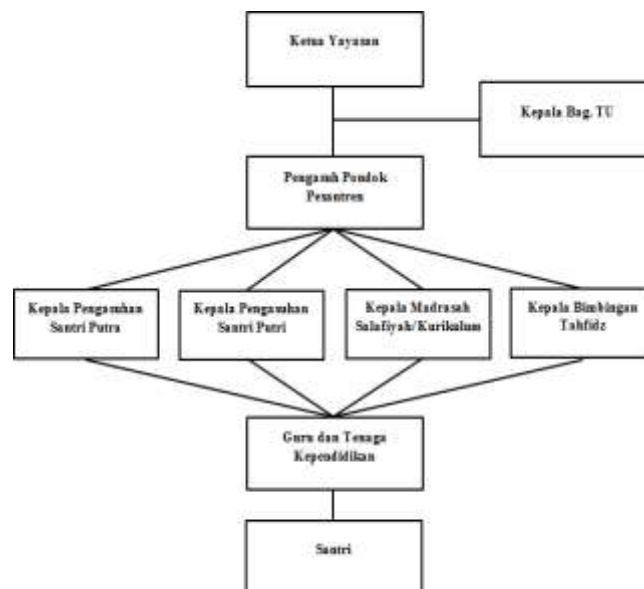 Ketua Yayasan
Kepala Bag. TU
Pengasuh Pondok
Pesantren
Kepala Pengasuhan
Santri Putra
Kepala Pengasuhan
Santri Putri
Kepala Madrasah
Salafiyah/Kurikulum
Kepala Bimbingan
Tahfidz
Guru dan Tenaga
Kependidikan
Santri